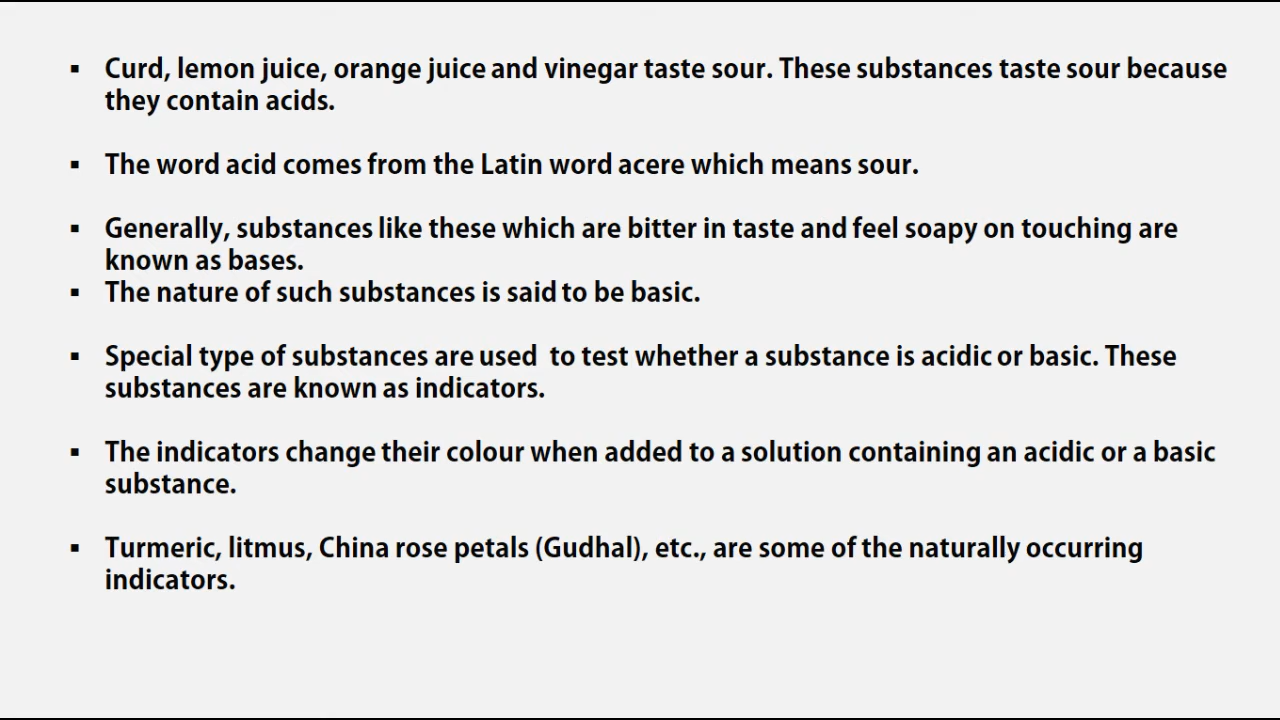 ▪ Curd, lemon juice, orange juice and vinegar taste sour. These substances taste sour because
they contain acids.
▪ The word acid comes from the Latin word acere which means sour.
▪ Generally, substances like these which are bitter in taste and feel soapy on touching are
known as bases.
▪ The nature of such substances is said to be basic.
▪ Special type of substances are used  to test whether a substance is acidic or basic. These
substances are known as indicators.
▪ The indicators change their colour when added to a solution containing an acidic or a basic
substance.
▪ Turmeric, litmus, China rose petals (Gudhal), etc., are some of the naturally occurring
indicators.